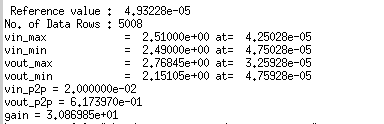 Reference value : 4.93228e-05
No. of Data Rows : 5008
vin_max = 2.51000e+00 at= 4.25028e-05
vin_min = 2.49000e+00 at= 4.75028e-05
vout_max = 2.76845e+00 at= 3.25928e-05
vout_min = 2.15105e+00 at= 4.75928e-05
vin_p2p = 2.000000e-02
vout_p2p = 6.173970e-01
gain = 3.086985e+01